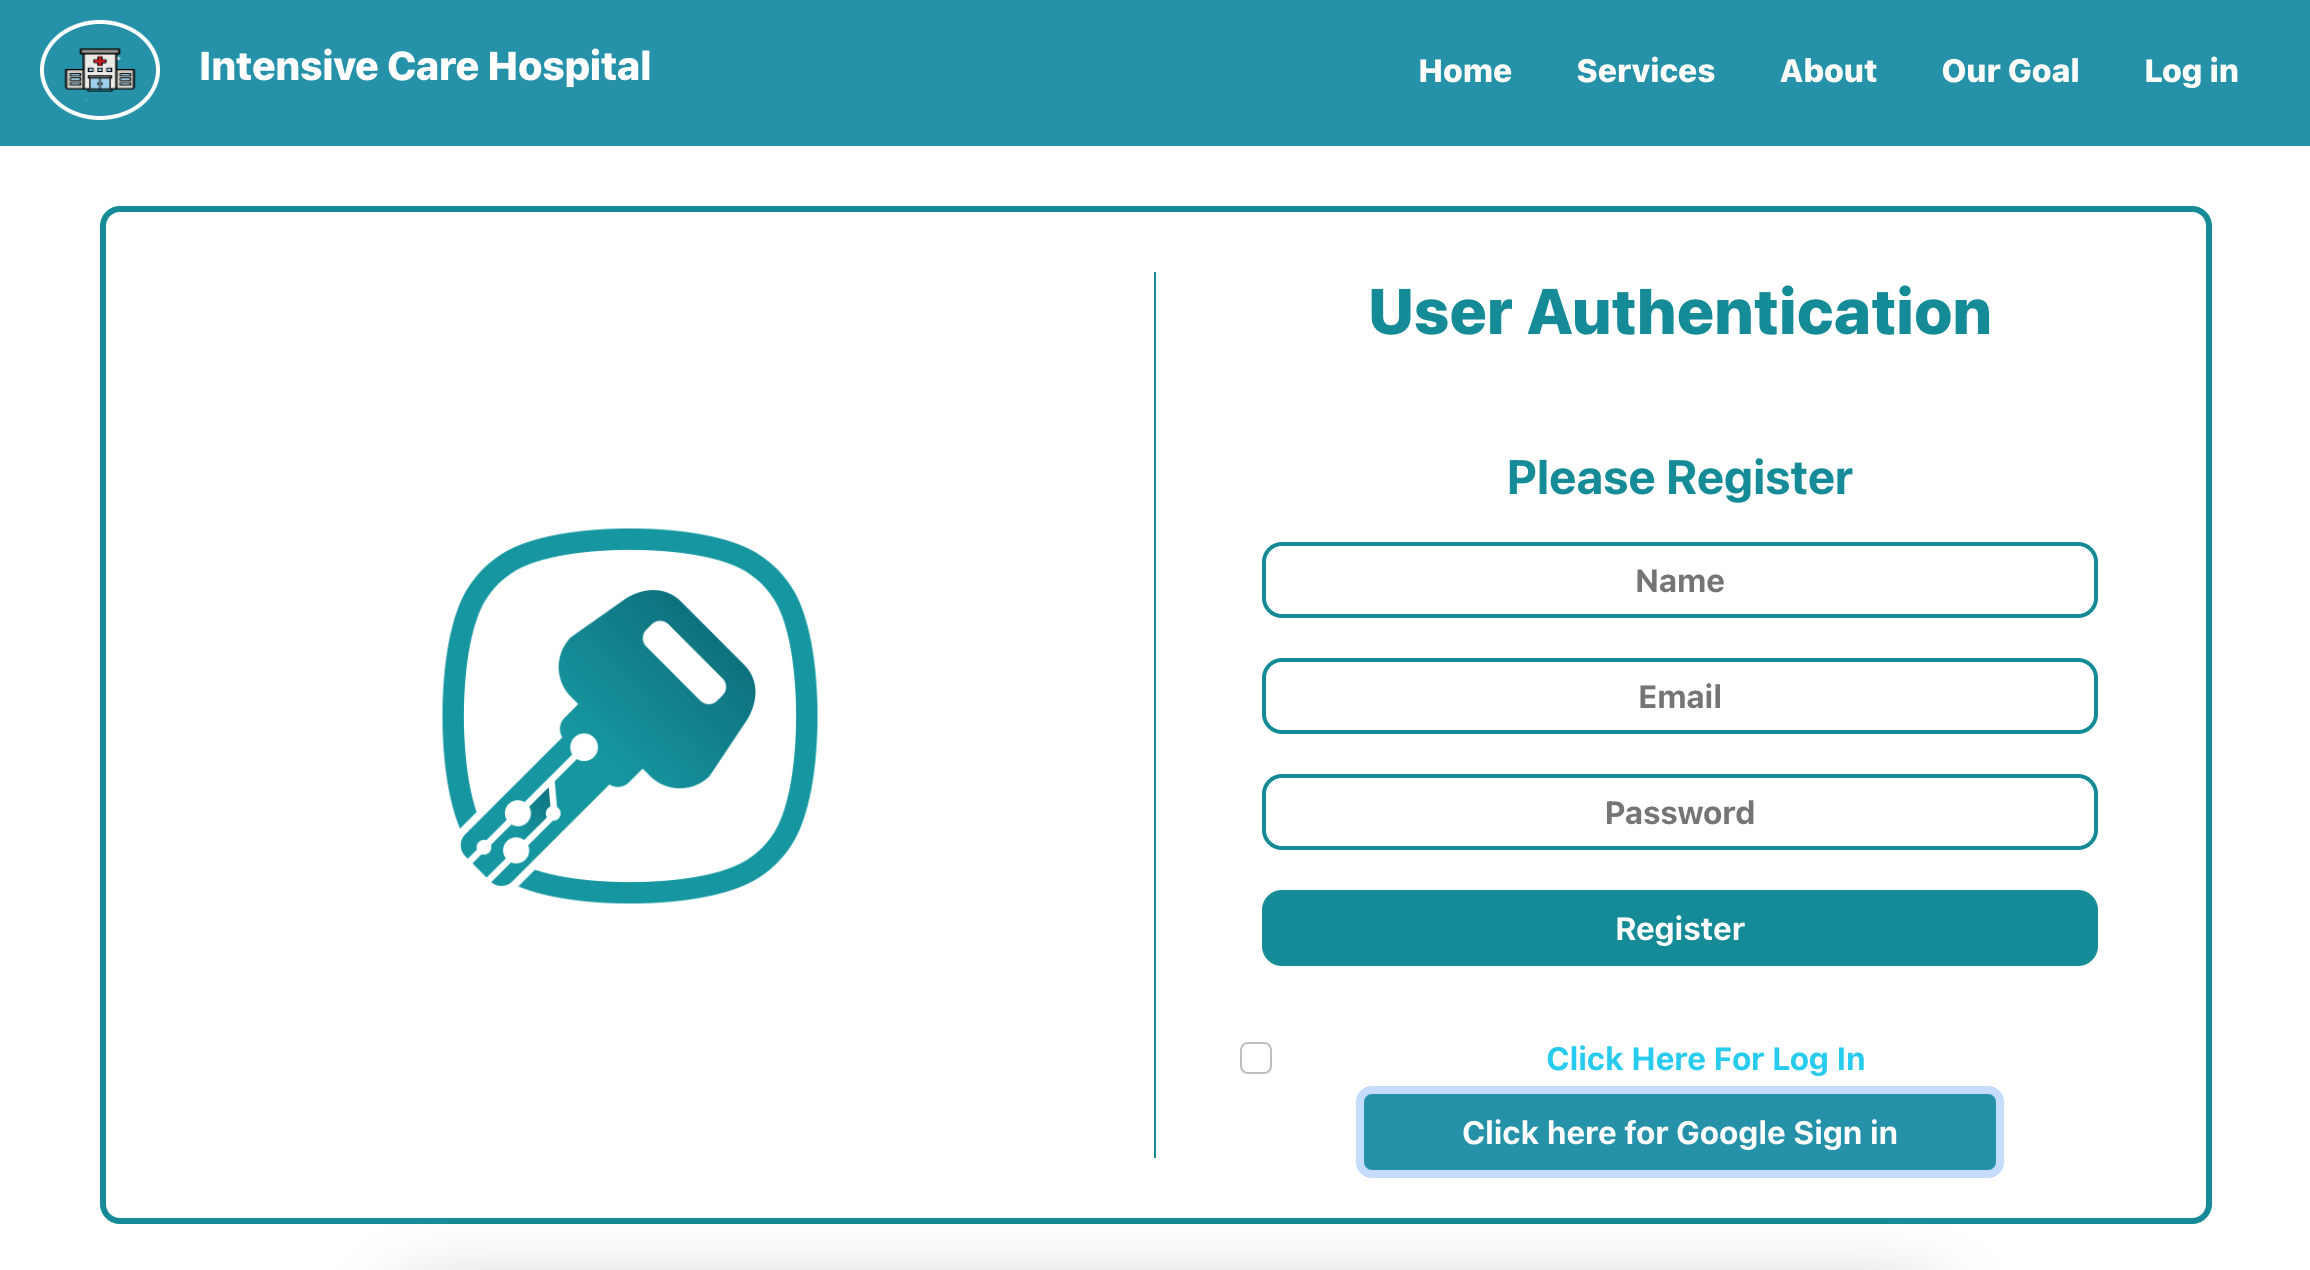 Intensive Care Hospital
Home Services About Our Goal Log in
User Authentication
Please Register
Name
Email
Password
Register
Click Here For Log In
Click here for Google Sign in